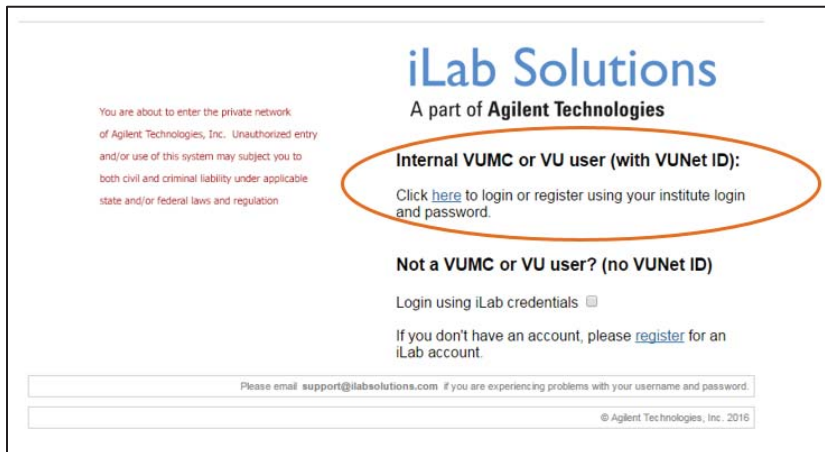 iLab Solutions
A part of Agilent Technologies
You are about to enter the private network
of Agilent Technologies, Inc. Unauthorized entry
and/or use of this system may subject you to
both civil and criminal liability under applicable
state and/or federal laws and regulation
Internal VUMC or VU user (with VUNet ID):
Click here to login or register using your institute login
and password.
Not a VUMC or VU user? (no VUNet ID)
Login using iLab credentials
If you don't have an account, please register for an
iLab account.
Please email support@ilabsolutions.com if you are experiencing problems with your username and password.
© Agilent Technologies, Inc. 2016